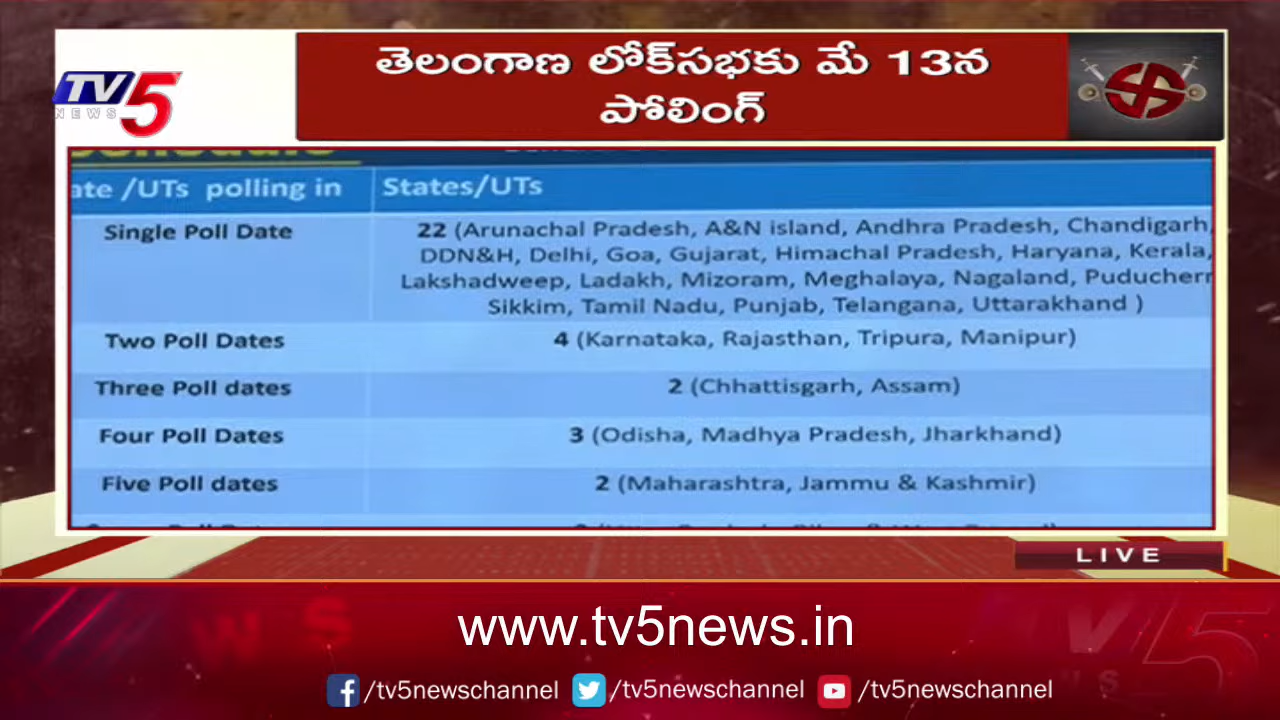 తెలంగాణ లోక్‌సభకు మే 13న
పోలింగ్
TV5
NEWS
ate /UTs polling in
States/UTs
Single Poll Date
22 (Arunachal Pradesh, A&N island, Andhra Pradesh, Chandigarh,
DDN&H, Delhi, Goa, Gujarat, Himachal Pradesh, Haryana, Kerala,
Lakshadweep, Ladakh, Mizoram, Meghalaya, Nagaland, Puducherr
Sikkim, Tamil Nadu, Punjab, Telangana, Uttarakhand )
Two Poll Dates
4 (Karnataka, Rajasthan, Tripura, Manipur)
Three Poll dates
2 (Chhattisgarh, Assam)
Four Poll Dates
3 (Odisha, Madhya Pradesh, Jharkhand)
Five Poll dates
2 (Maharashtra, Jammu & Kashmir)
LIVE
www.tv5news.in
/tv5newschannel
/tv5newschannel
/tv5newschannel